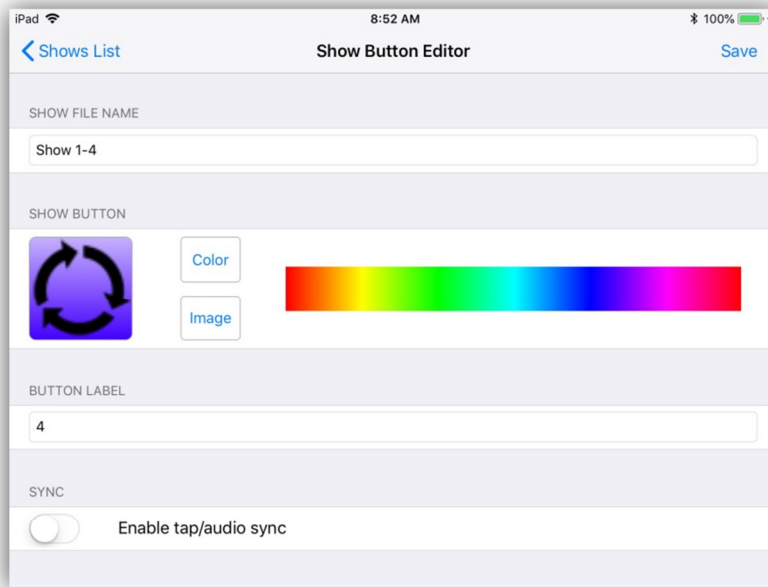 iPad 8:52 AM 100%
Shows List Show Button Editor Save
SHOW FILE NAME
Show 1-4
SHOW BUTTON
Color
Image
BUTTON LABEL
4
SYNC
Enable tap/audio sync